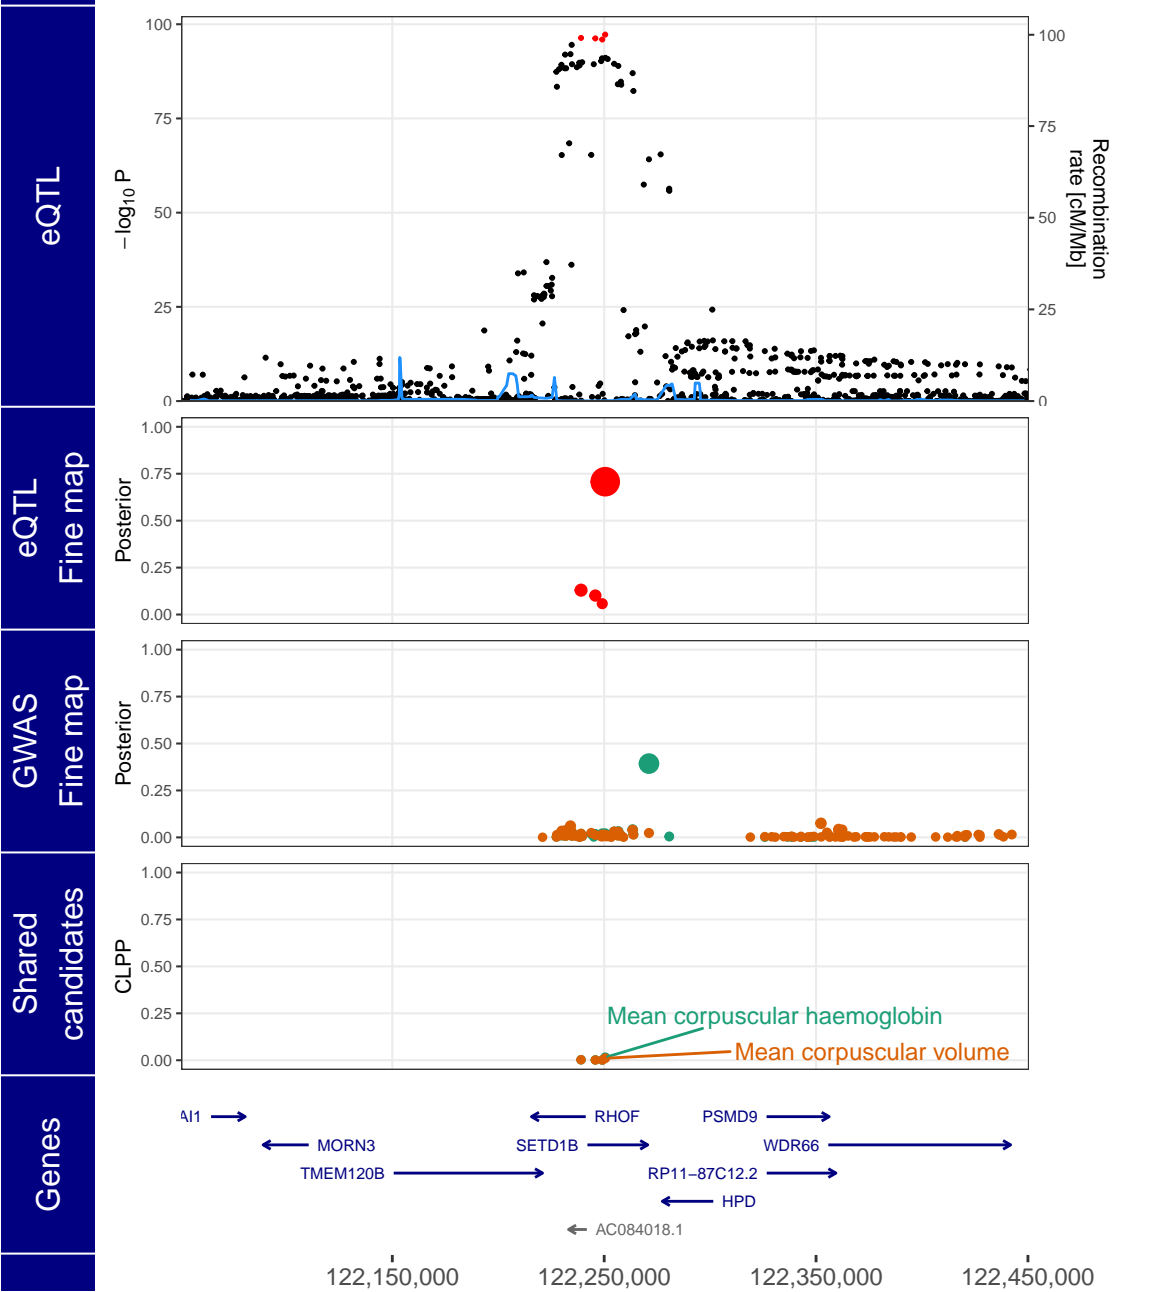 eQTL
−log10 P
100
75
50
25
0
100
75
50
25
0
Recombination
rate [cM/Mb]
eQTL
Fine map
Posterior
1.00
0.75
0.50
0.25
0.00
GWAS
Fine map
Posterior
1.00
0.75
0.50
0.25
0.00
Shared
candidates
CLPP
1.00
0.75
0.50
0.25
0.00
Mean corpuscular haemoglobin
Mean corpuscular volume
Genes
AI1
RHOF
PSMD9
MORN3
SETD1B
WDR66
TMEM120B
RP11−87C12.2
HPD
AC084018.1
122,150,000
122,250,000
122,350,000
122,450,000